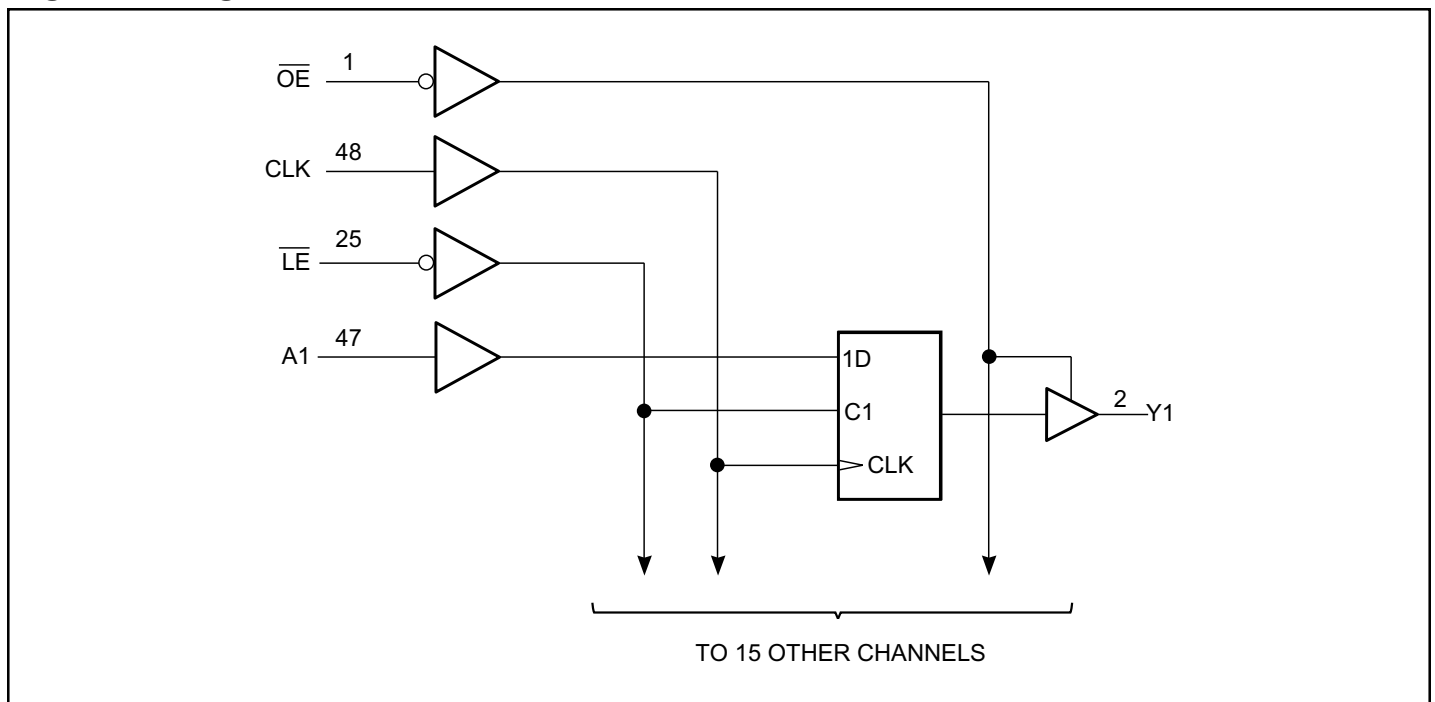 OE 1
CLK 48
LE 25
A1 47
1D
C1
CLK
2
Y1
TO 15 OTHER CHANNELS